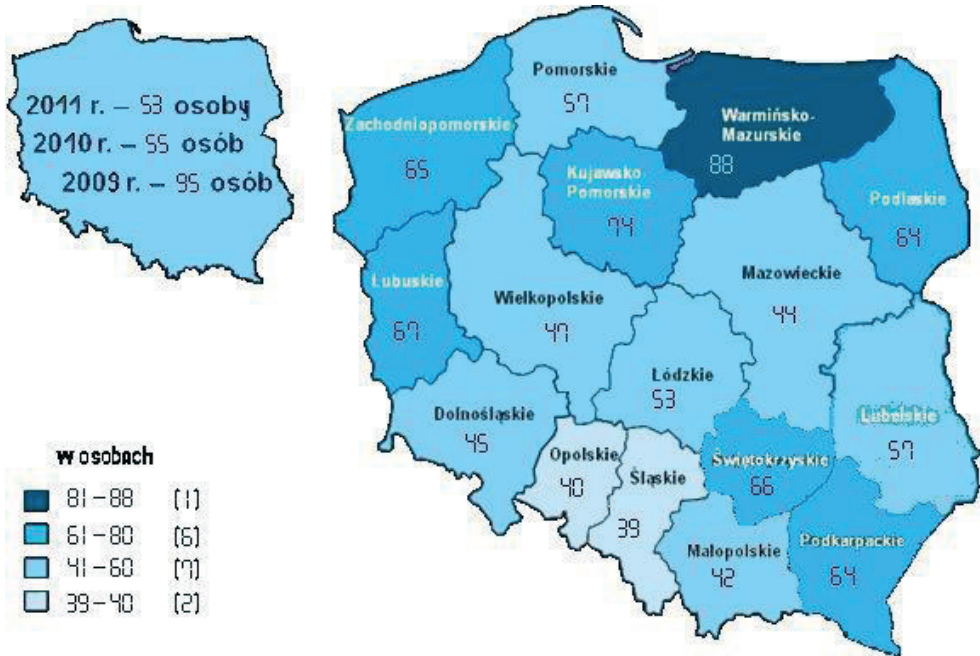 2011 r. – 53 osoby
2010 r. – 55 osób
2009 r. – 95 osób
Pomorskie
57
Zachodniopomorskie
65
Warmińsko-
Mazurskie
88
Kujawsko-
Pomorskie
74
Podlaskie
64
Lubuskie
67
Wielkopolskie
47
Mazowieckie
44
Łódzkie
53
Dolnośląskie
45
Lubelskie
57
Opolskie
40
Śląskie
39
Świętokrzyskie
66
Małopolskie
42
Podkarpackie
64
w osobach
81–88 (1)
61–80 (6)
41–60 (7)
39–40 (2)